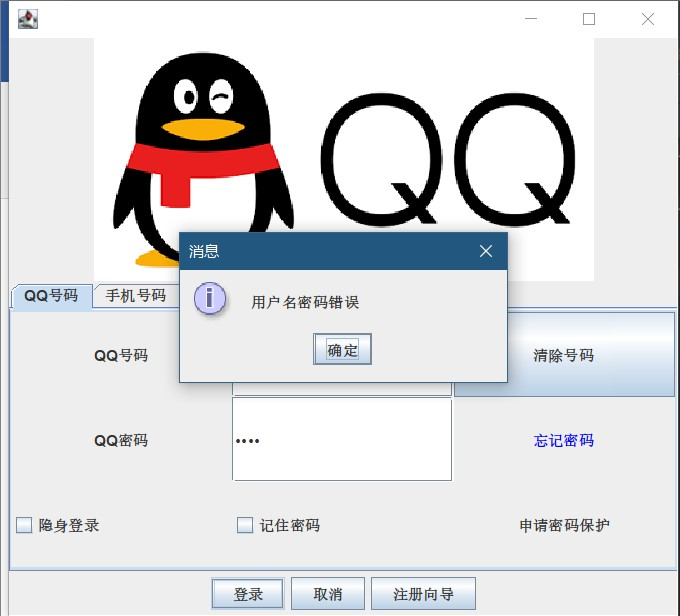 QQ
消息
用户名密码错误
确定
QQ号码
手机号码
QQ号码
清除号码
QQ密码
••••
忘记密码
隐身登录
记住密码
申请密码保护
登录
取消
注册向导